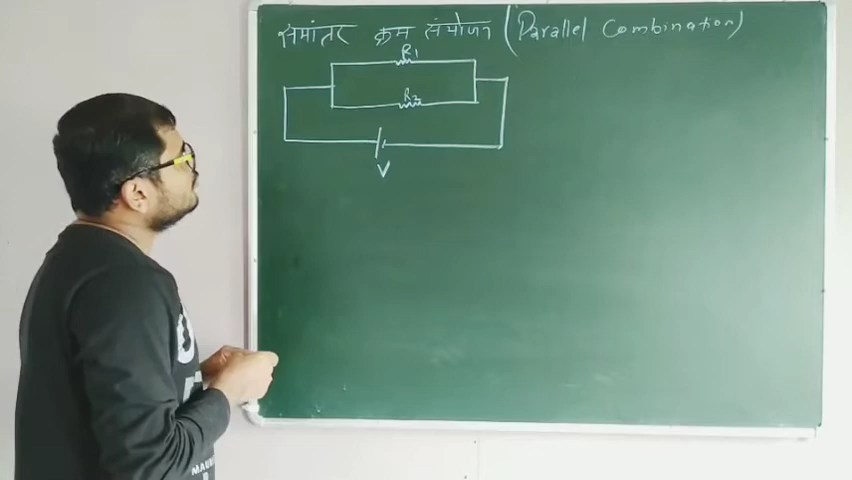 समांतर क्रम संयोजन (Parallel Combination)
R1
R2
V